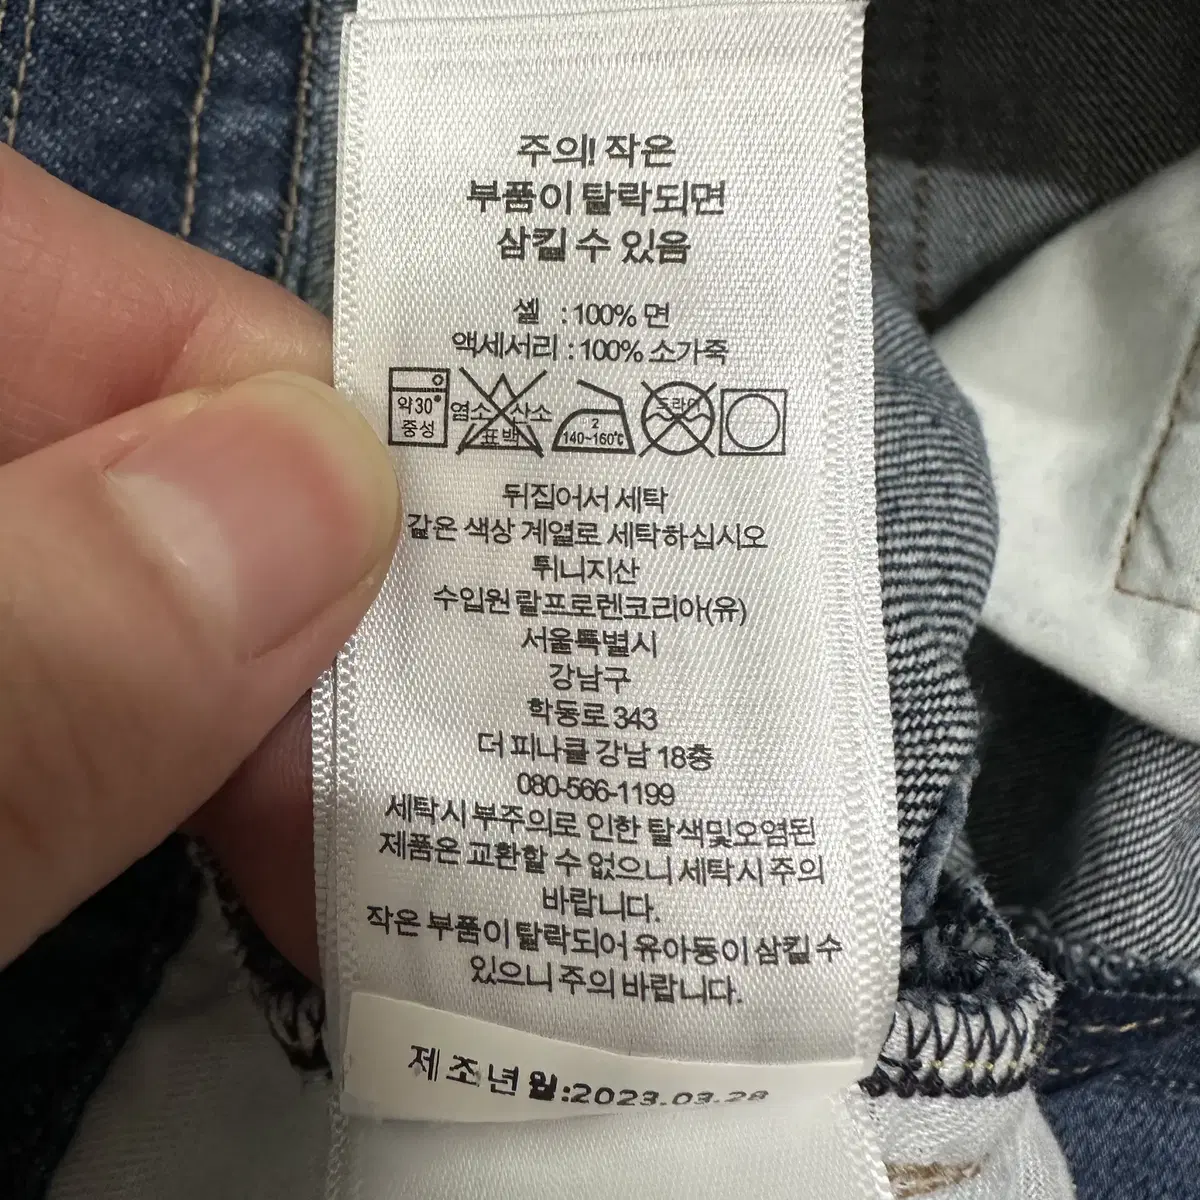 주의! 작은
부품이 탈락되면
삼킬 수 있음
셸 : 100% 면
액세서리 : 100% 소가죽
약30°
중성
염소 산소
표백
2
140~160℃
드라이
뒤집어서 세탁
같은 색상 계열로 세탁하십시오
튀니지산
수입원 랄프로렌코리아(유)
서울특별시
강남구
학동로 343
더 피나클 강남 18층
080-566-1199
세탁시 부주의로 인한 탈색및오염된
제품은 교환할 수 없으니 세탁시 주의
바랍니다.
작은 부품이 탈락되어 유아동이 삼킬 수
있으니 주의 바랍니다.
제조년월:2023.03.28